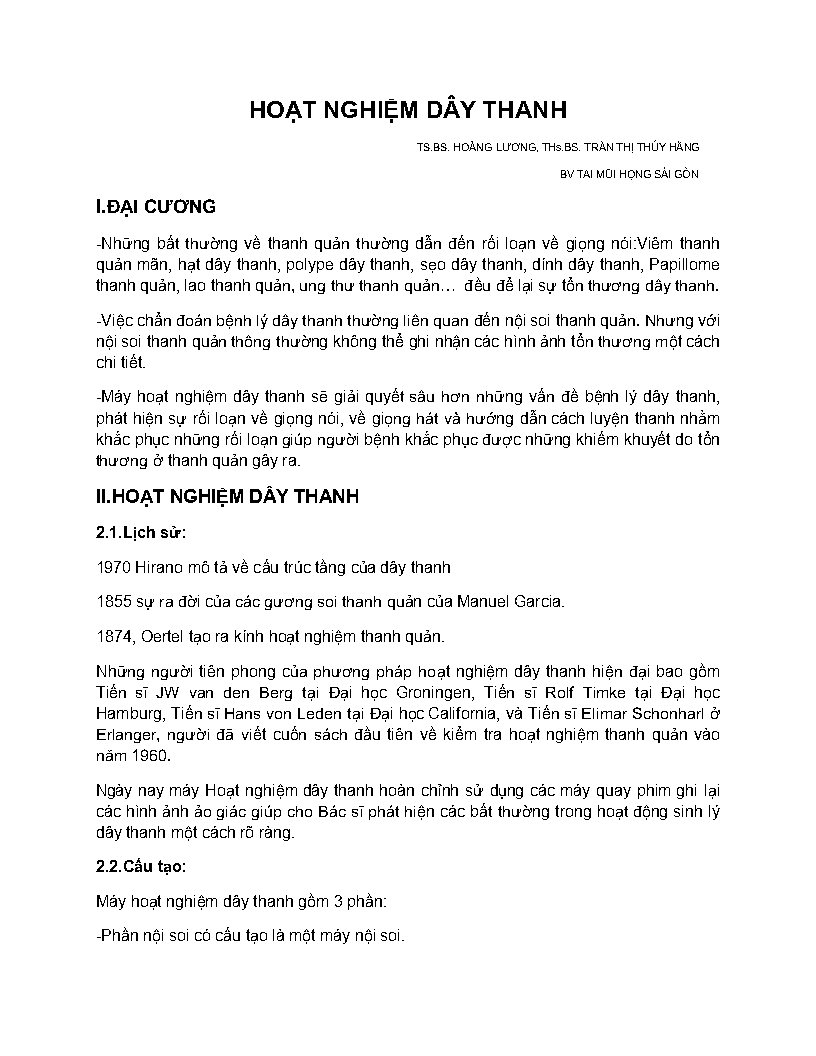 HOẠT NGHIỆM DÂY THANH
TS.BS. HOÀNG LƯƠNG, THs.BS. TRẦN THỊ THÚY HẰNG
BV TAI MŨI HỌNG SÀI GÒN
I.ĐẠI CƯƠNG
-Những bất thường về thanh quản thường dẫn đến rối loạn về giọng nói:Viêm thanh
quản mãn, hạt dây thanh, polype dây thanh, sẹo dây thanh, dính dây thanh, Papillome
thanh quản, lao thanh quản, ung thư thanh quản… đều để lại sự tổn thương dây thanh.
-Việc chẩn đoán bệnh lý dây thanh thường liên quan đến nội soi thanh quản. Nhưng với
nội soi thanh quản thông thường không thể ghi nhận các hình ảnh tổn thương một cách
chi tiết.
-Máy hoạt nghiệm dây thanh sẽ giải quyết sâu hơn những vấn đề bệnh lý dây thanh,
phát hiện sự rối loạn về giọng nói, về giọng hát và hướng dẫn cách luyện thanh nhằm
khắc phục những rối loạn giúp người bệnh khắc phục được những khiếm khuyết do tổn
thương ở thanh quản gây ra.
II.HOẠT NGHIỆM DÂY THANH
2.1.Lịch sử:
1970 Hirano mô tả về cấu trúc tầng của dây thanh
1855 sự ra đời của các gương soi thanh quản của Manuel Garcia.
1874, Oertel tạo ra kính hoạt nghiệm thanh quản.
Những người tiên phong của phương pháp hoạt nghiệm dây thanh hiện đại bao gồm
Tiến sĩ JW van den Berg tại Đại học Groningen, Tiến sĩ Rolf Timke tại Đại học
Hamburg, Tiến sĩ Hans von Leden tại Đại học California, và Tiến sĩ Elimar Schonharl ở
Erlanger, người đã viết cuốn sách đầu tiên về kiểm tra hoạt nghiệm thanh quản vào
năm 1960.
Ngày nay máy Hoạt nghiệm dây thanh hoàn chỉnh sử dụng các máy quay phim ghi lại
các hình ảnh ảo giác giúp cho Bác sĩ phát hiện các bất thường trong hoạt động sinh lý
dây thanh một cách rõ ràng.
2.2.Cấu tạo:
Máy hoạt nghiệm dây thanh gồm 3 phần:
-Phần nội soi có cấu tạo là một máy nội soi.